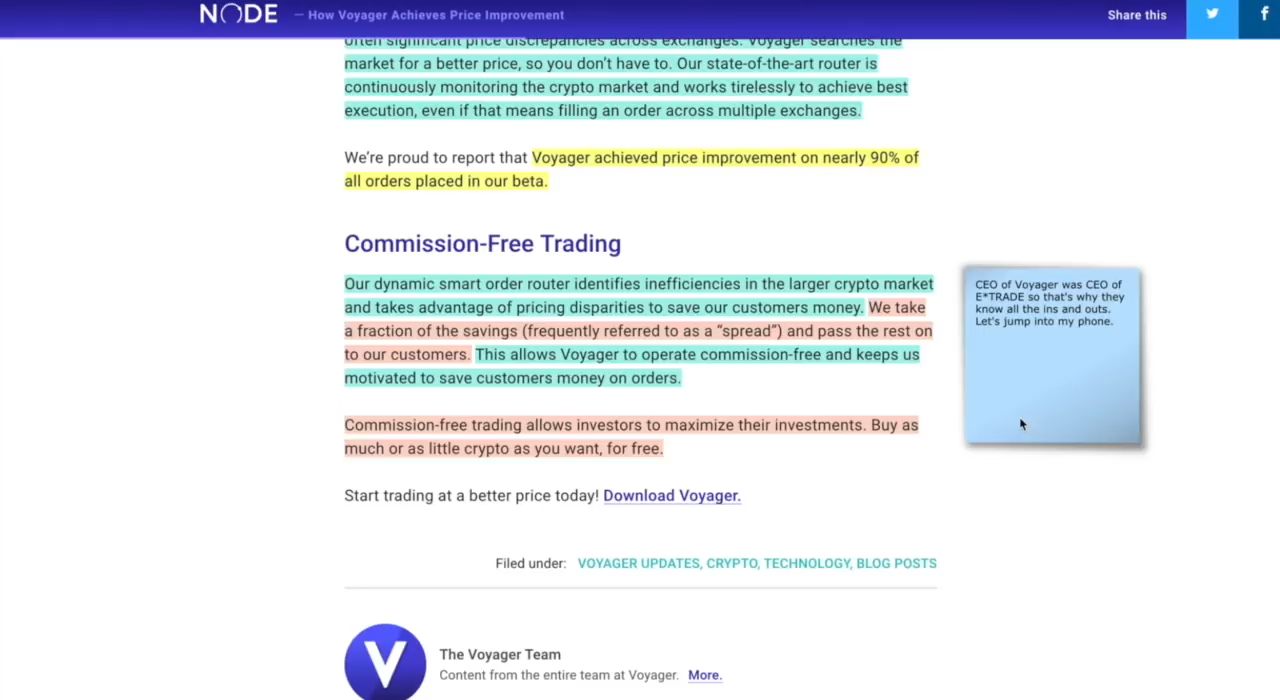 NODE — How Voyager Achieves Price Improvement
Share this
often significant price discrepancies across exchanges. Voyager searches the
market for a better price, so you don’t have to. Our state-of-the-art router is
continuously monitoring the crypto market and works tirelessly to achieve best
execution, even if that means filling an order across multiple exchanges.
We’re proud to report that Voyager achieved price improvement on nearly 90% of
all orders placed in our beta.
Commission-Free Trading
Our dynamic smart order router identifies inefficiencies in the larger crypto market
and takes advantage of pricing disparities to save our customers money. We take
a fraction of the savings (frequently referred to as a “spread”) and pass the rest on
to our customers. This allows Voyager to operate commission-free and keeps us
motivated to save customers money on orders.
Commission-free trading allows investors to maximize their investments. Buy as
much or as little crypto as you want, for free.
Start trading at a better price today! Download Voyager.
CEO of Voyager was CEO of
E*TRADE so that's why they
know all the ins and outs.
Let's jump into my phone.
Filed under: VOYAGER UPDATES, CRYPTO, TECHNOLOGY, BLOG POSTS
The Voyager Team
Content from the entire team at Voyager. More.